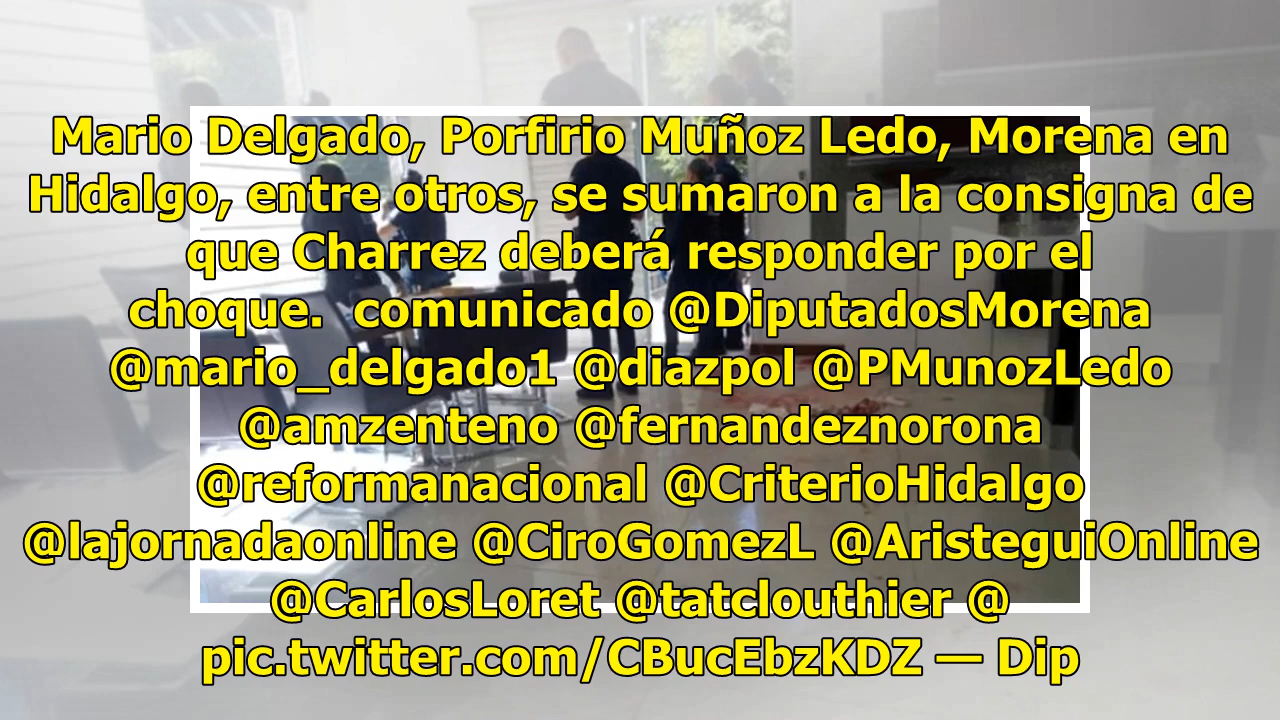 Mario Delgado, Porfirio Muñoz Ledo, Morena en
Hidalgo, entre otros, se sumaron a la consigna de
que Charrez deberá responder por el
choque.  comunicado @DiputadosMorena
@mario_delgado1 @diazpol @PMunozLedo
@amzenteno @fernandeznorona
@reformanacional @CriterioHidalgo
@lajornadaonline @CiroGomezL @AristeguiOnline
@CarlosLoret @tatclouthier @
pic.twitter.com/CBucEbzKDZ — Dip